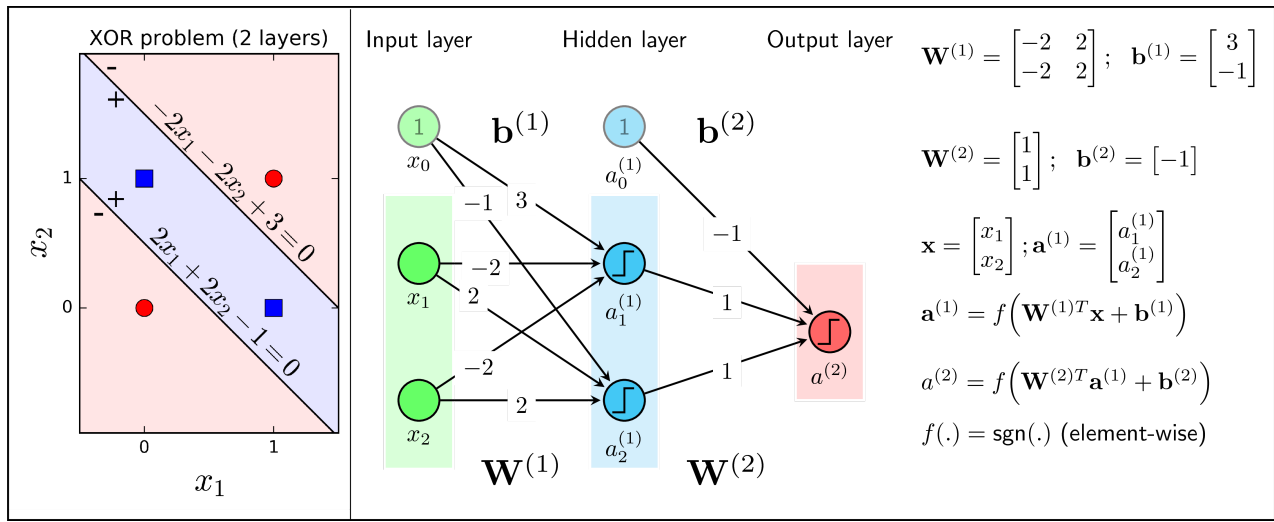 XOR problem (2 layers)
-
+
−2x₁ − 2x₂ + 3 = 0
1
+
-
2x₁ + 2x₂ − 1 = 0
x₂
0
0 1
x₁
Input layer Hidden layer Output layer
1 b⁽¹⁾ 1 b⁽²⁾
x₀ a₀⁽¹⁾
−1 3
−1
−2
x₁ 2 a₁⁽¹⁾ 1
−2 1 a⁽²⁾
2
x₂ a₂⁽¹⁾
W⁽¹⁾ W⁽²⁾
W⁽¹⁾ = [−2 2; −2 2] ; b⁽¹⁾ = [3; −1]
W⁽²⁾ = [1; 1] ; b⁽²⁾ = [−1]
x = [x₁; x₂] ; a⁽¹⁾ = [a₁⁽¹⁾; a₂⁽¹⁾]
a⁽¹⁾ = f(W⁽¹⁾ᵀx + b⁽¹⁾)
a⁽²⁾ = f(W⁽²⁾ᵀa⁽¹⁾ + b⁽²⁾)
f(.) = sgn(.) (element-wise)